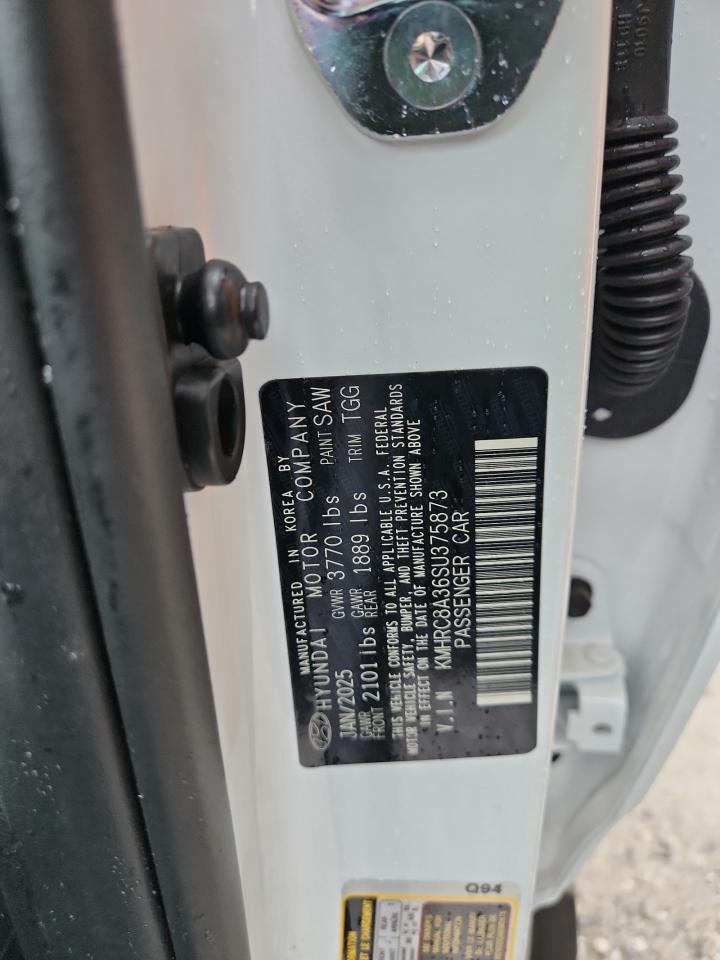 MANUFACTURED IN KOREA BY
HYUNDAI MOTOR COMPANY
JAN/2025 GVWR 3770 lbs PAINT SAW
GAWR FRONT 2101 lbs GAWR REAR 1889 lbs TRIM TGG
THIS VEHICLE CONFORMS TO ALL APPLICABLE U.S.A. FEDERAL
MOTOR VEHICLE SAFETY, BUMPER, AND THEFT PREVENTION STANDARDS
IN EFFECT ON THE DATE OF MANUFACTURE SHOWN ABOVE
V.I.N KMHRC8A36SU375873
PASSENGER CAR
Q94